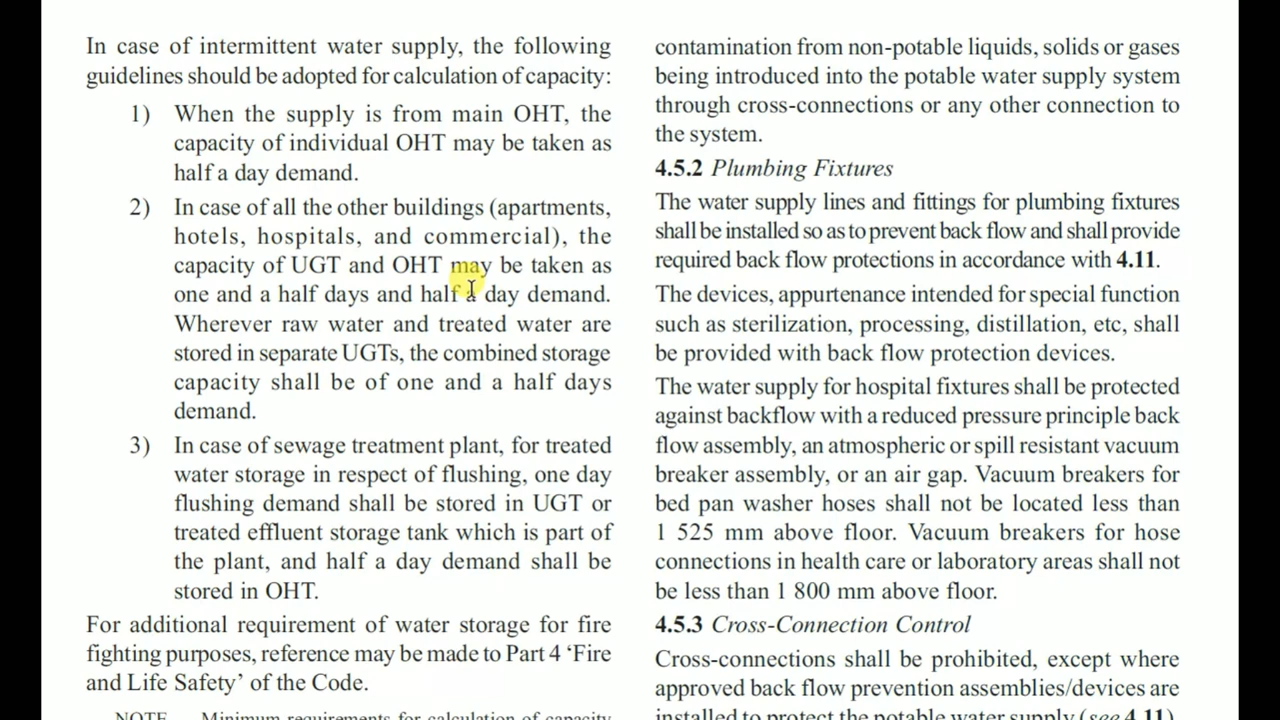 In case of intermittent water supply, the following
guidelines should be adopted for calculation of capacity:
1) When the supply is from main OHT, the
capacity of individual OHT may be taken as
half a day demand.
2) In case of all the other buildings (apartments,
hotels, hospitals, and commercial), the
capacity of UGT and OHT may be taken as
one and a half days and half a day demand.
Wherever raw water and treated water are
stored in separate UGTs, the combined storage
capacity shall be of one and a half days
demand.
3) In case of sewage treatment plant, for treated
water storage in respect of flushing, one day
flushing demand shall be stored in UGT or
treated effluent storage tank which is part of
the plant, and half a day demand shall be
stored in OHT.
For additional requirement of water storage for fire
fighting purposes, reference may be made to Part 4 ‘Fire
and Life Safety’ of the Code.
NOTE Minimum requirements for calculation of capacity
contamination from non-potable liquids, solids or gases
being introduced into the potable water supply system
through cross-connections or any other connection to
the system.
4.5.2 Plumbing Fixtures
The water supply lines and fittings for plumbing fixtures
shall be installed so as to prevent back flow and shall provide
required back flow protections in accordance with 4.11.
The devices, appurtenance intended for special function
such as sterilization, processing, distillation, etc, shall
be provided with back flow protection devices.
The water supply for hospital fixtures shall be protected
against backflow with a reduced pressure principle back
flow assembly, an atmospheric or spill resistant vacuum
breaker assembly, or an air gap. Vacuum breakers for
bed pan washer hoses shall not be located less than
1 525 mm above floor. Vacuum breakers for hose
connections in health care or laboratory areas shall not
be less than 1 800 mm above floor.
4.5.3 Cross-Connection Control
Cross-connections shall be prohibited, except where
approved back flow prevention assemblies/devices are
installed to protect the potable water supply (see 4.11).